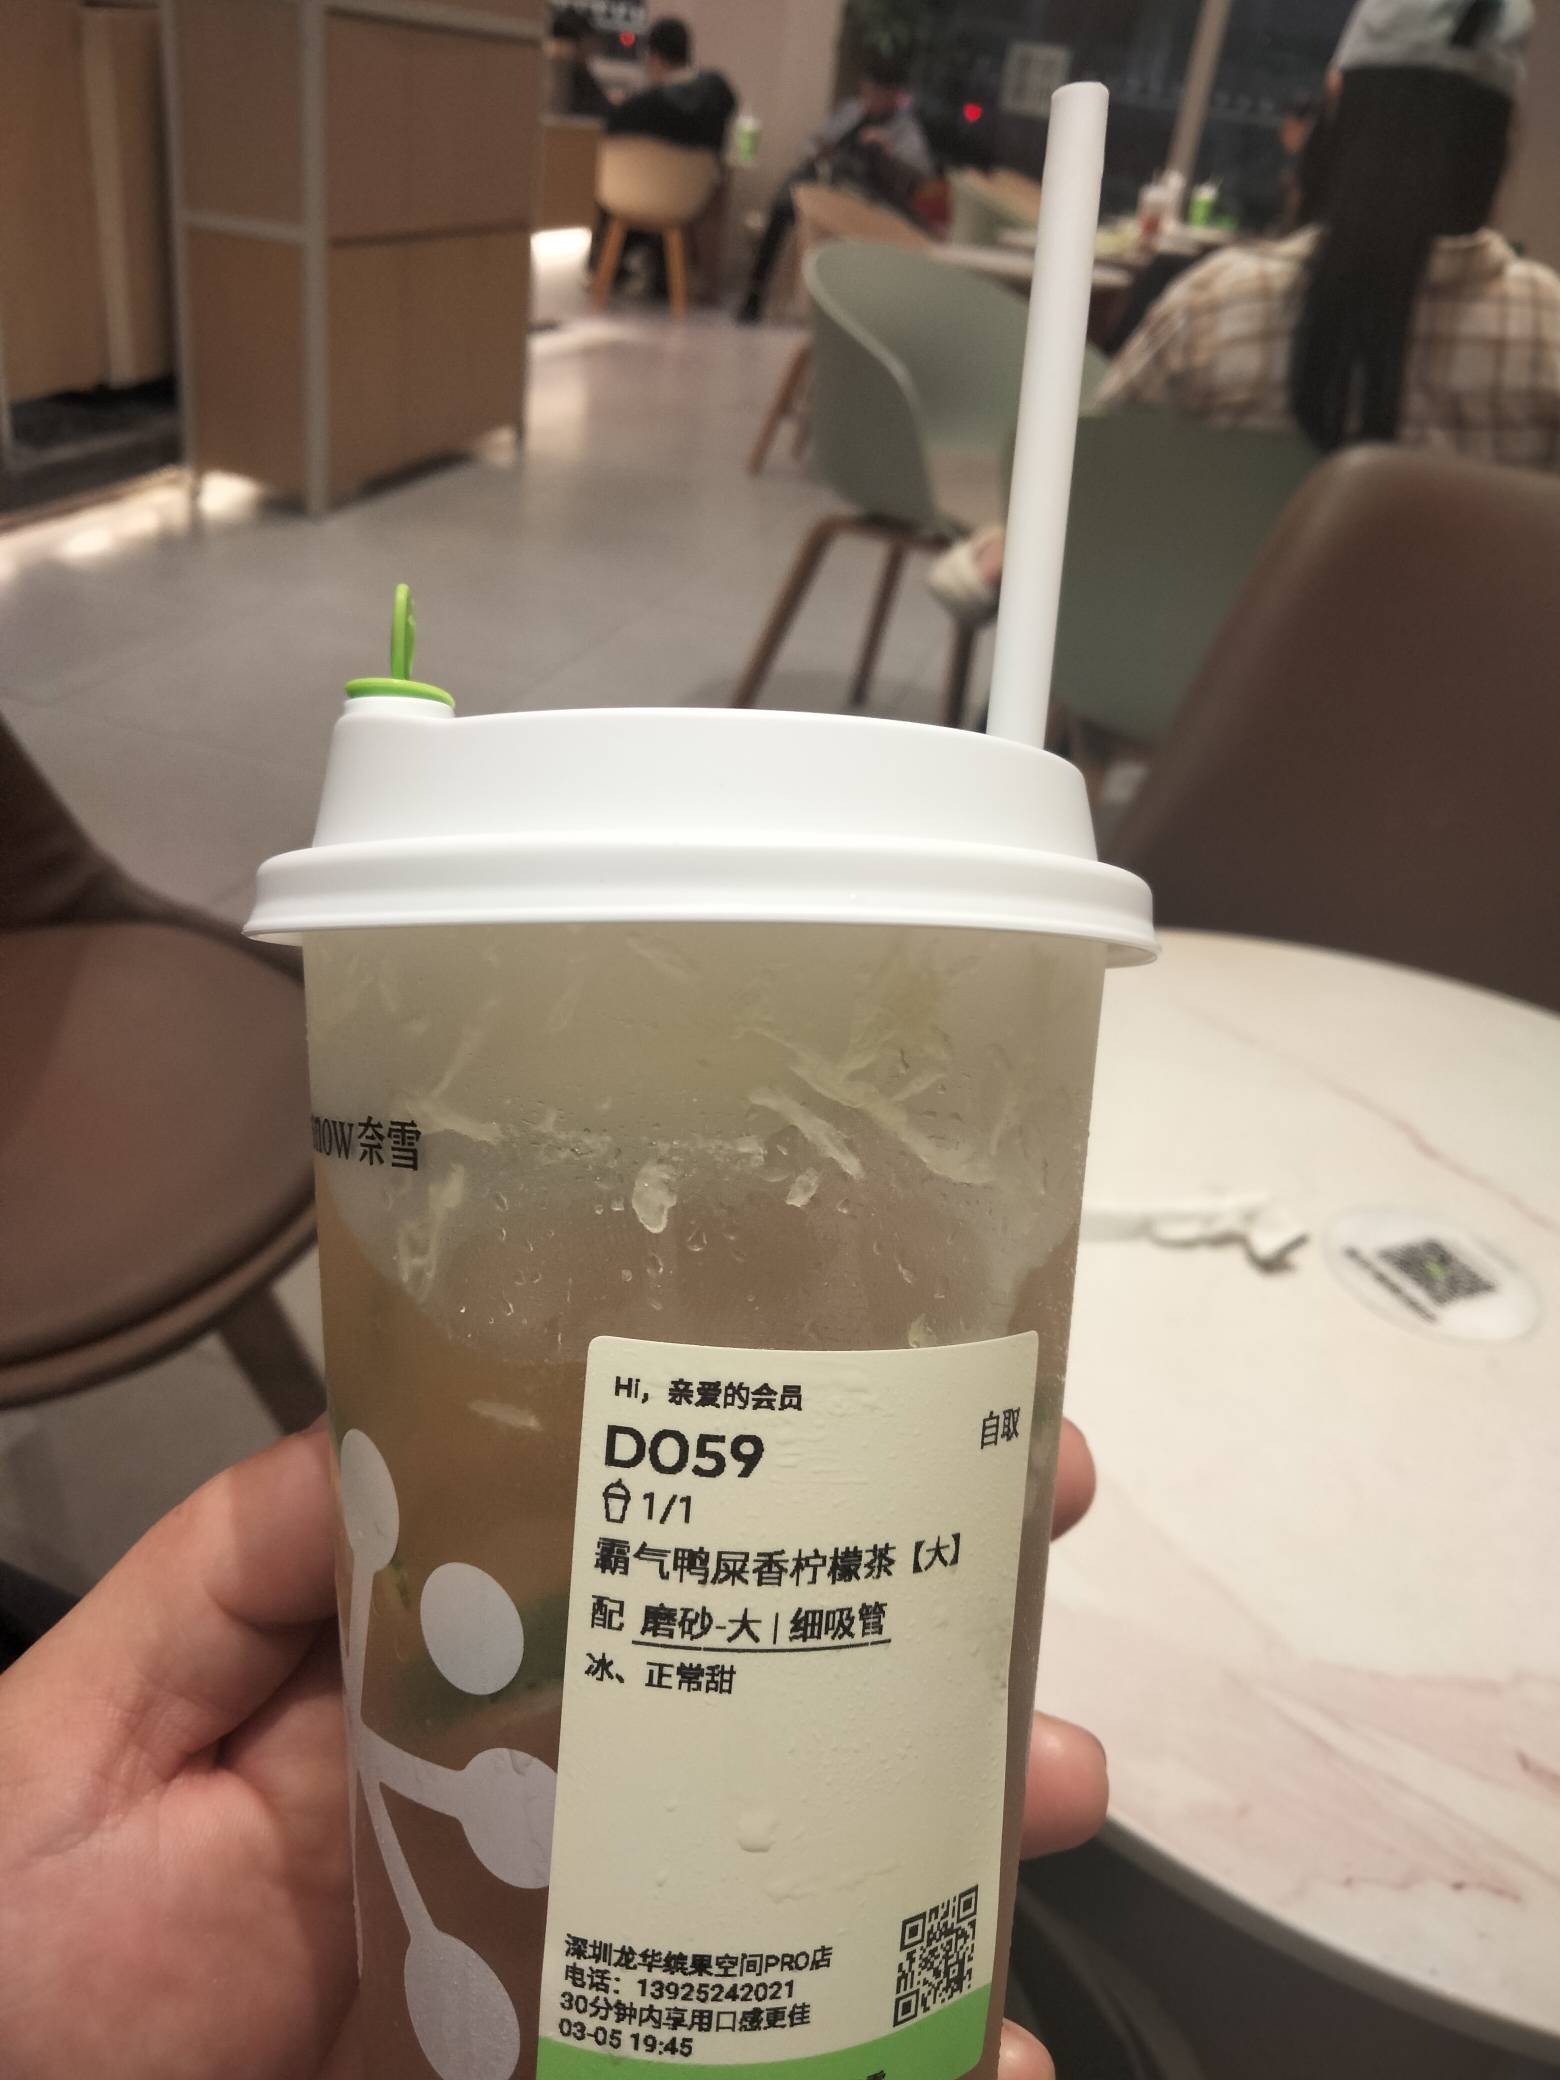 now奈雪
Hi，亲爱的会员
自取
D059
1/1
霸气鸭屎香柠檬茶【大】
配 磨砂-大 | 细吸管
冰、正常甜
深圳龙华缤果空间PRO店
电话：13925242021
30分钟内享用口感更佳
03-05 19:45